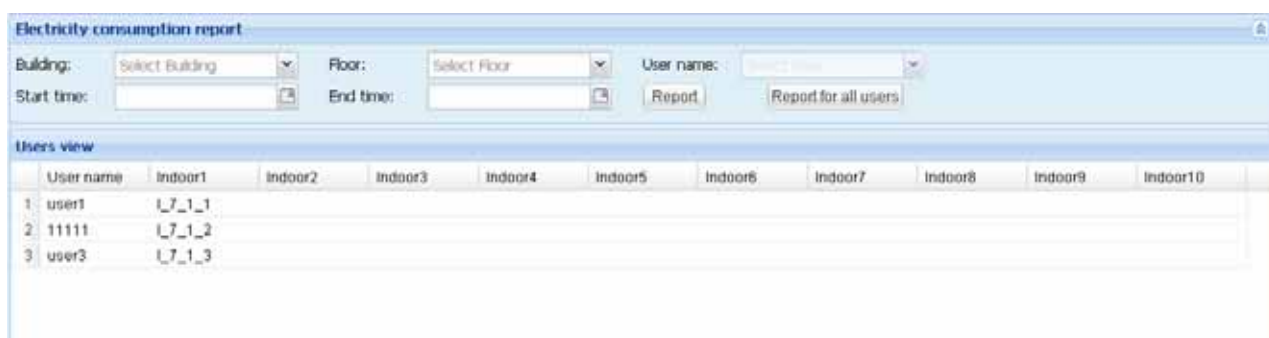 Electricity consumption report
Building: Select Building Floor: Select Floor User name:
Start time: End time: Report Report for all users
Users view
User name Indoor1 Indoor2 Indoor3 Indoor4 Indoor5 Indoor6 Indoor7 Indoor8 Indoor9 Indoor10
1 user1 I_7_1_1
2 11111 I_7_1_2
3 user3 I_7_1_3